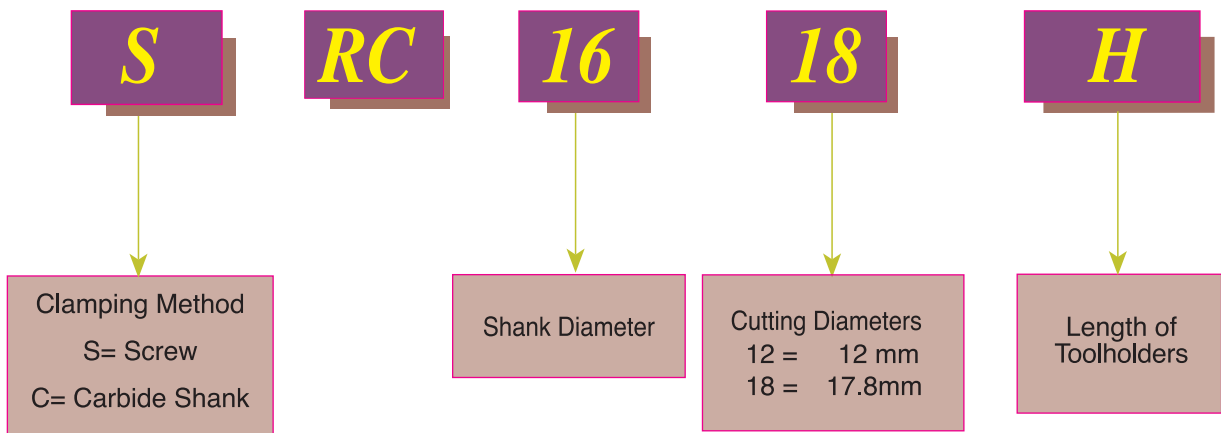 S RC 16 18 H
Clamping Method
S= Screw
C= Carbide Shank
Shank Diameter
Cutting Diameters
12 = 12 mm
18 = 17.8mm
Length of
Toolholders